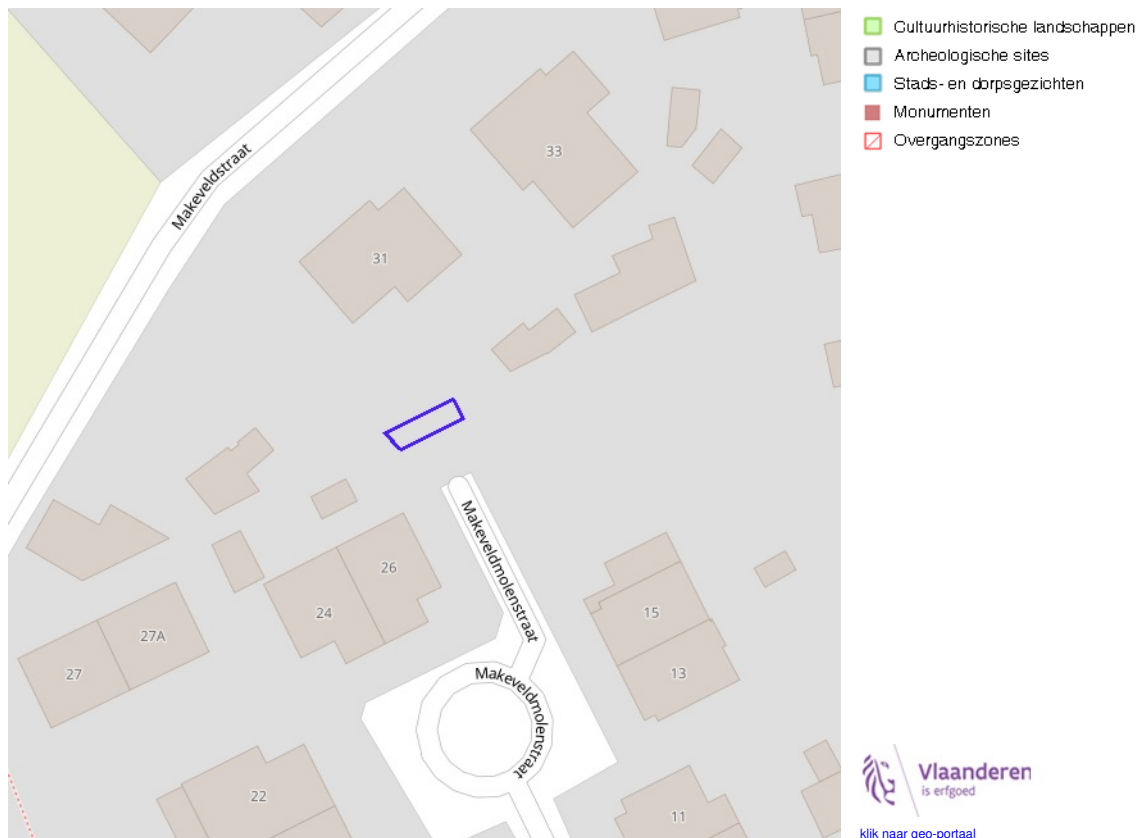 Makeveldstraat
33
31
Makeveldmolenstraat
26
24
15
27A
27
13
Makeveldmolenstraat
22
11
Cultuurhistorische landschappen
Archeologische sites
Stads- en dorpsgezichten
Monumenten
Overgangszones
Vlaanderen
is erfgoed
klik naar geo-portaal